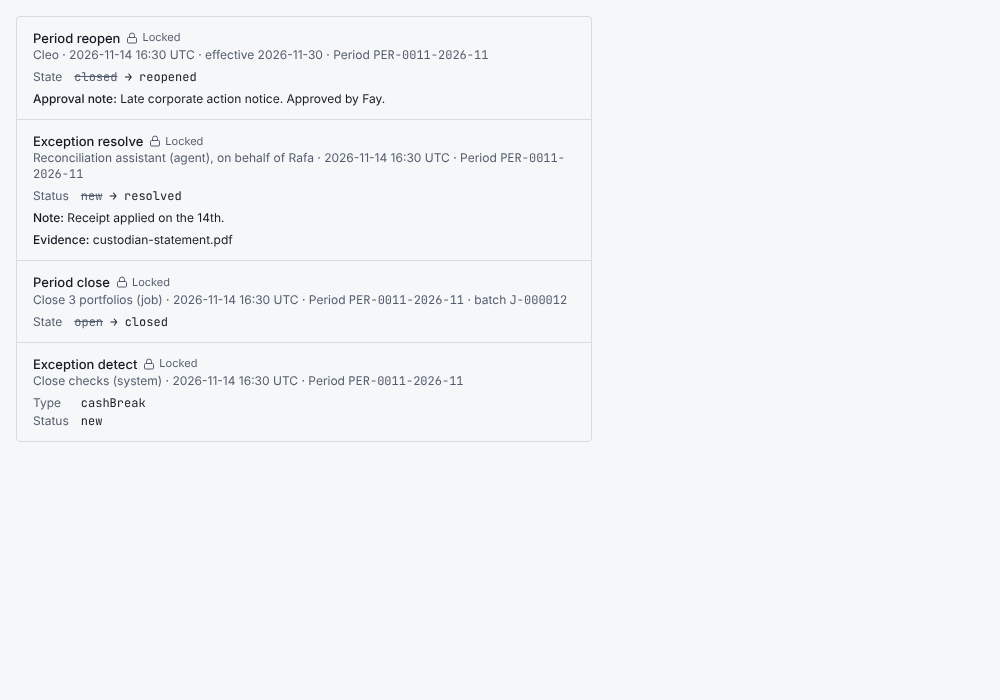 Period reopen Locked
Cleo · 2026-11-14 16:30 UTC · effective 2026-11-30 · Period PER-0011-2026-11
State closed → reopened
Approval note: Late corporate action notice. Approved by Fay.
Exception resolve Locked
Reconciliation assistant (agent), on behalf of Rafa · 2026-11-14 16:30 UTC · Period PER-0011-
2026-11
Status new → resolved
Note: Receipt applied on the 14th.
Evidence: custodian-statement.pdf
Period close Locked
Close 3 portfolios (job) · 2026-11-14 16:30 UTC · Period PER-0011-2026-11 · batch J-000012
State open → closed
Exception detect Locked
Close checks (system) · 2026-11-14 16:30 UTC · Period PER-0011-2026-11
Type cashBreak
Status new